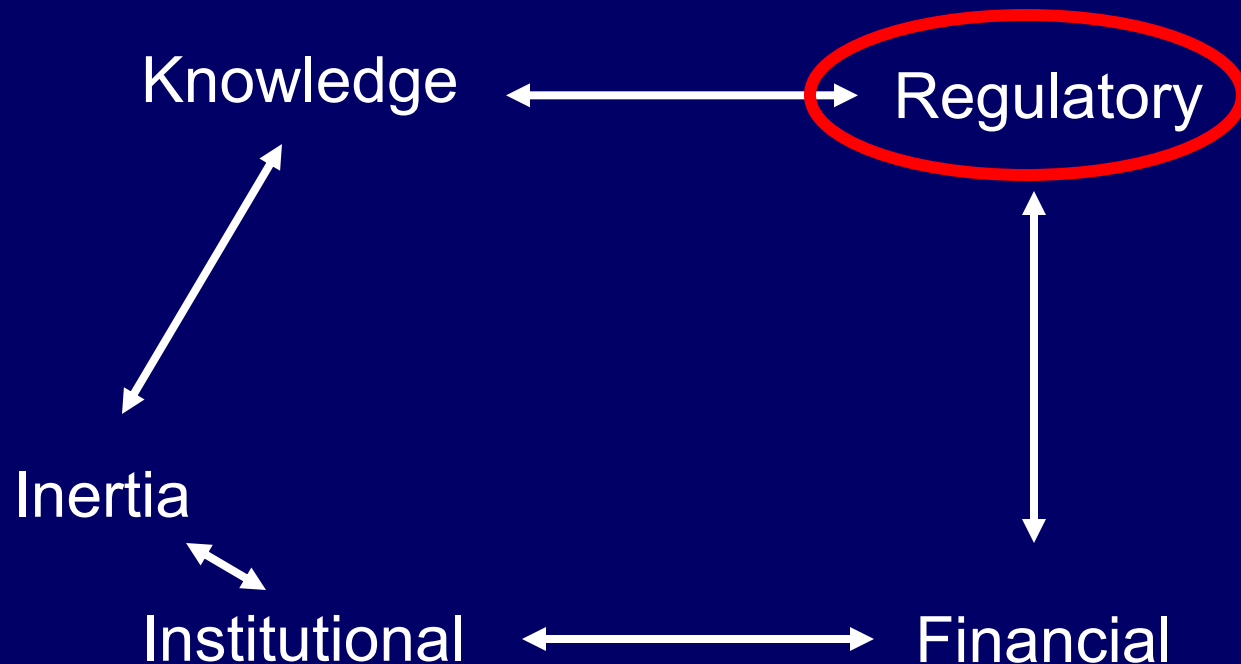 Knowledge
Regulatory
Inertia
Institutional
Financial